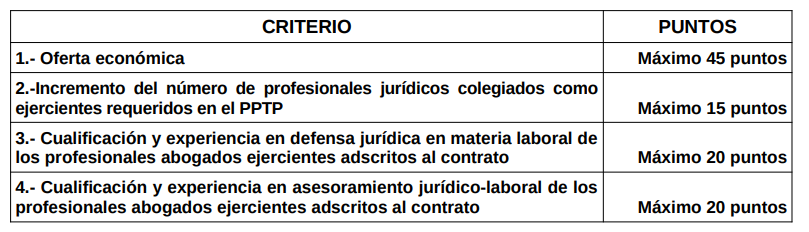 CRITERIO PUNTOS
1.- Oferta económica Máximo 45 puntos
2.-Incremento del número de profesionales jurídicos colegiados como
ejercientes requeridos en el PPTP Máximo 15 puntos
3.- Cualificación y experiencia en defensa jurídica en materia laboral de
los profesionales abogados ejercientes adscritos al contrato Máximo 20 puntos
4.- Cualificación y experiencia en asesoramiento jurídico-laboral de los
profesionales abogados ejercientes adscritos al contrato Máximo 20 puntos